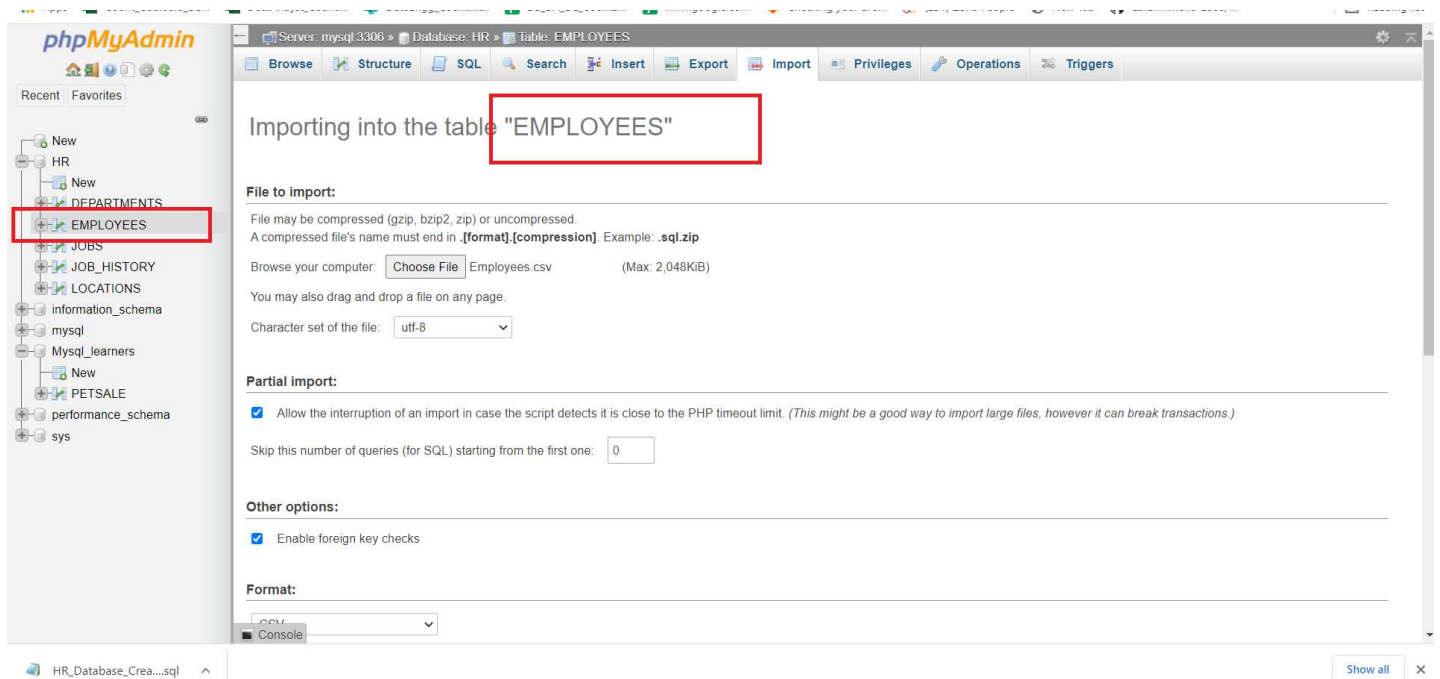 phpMyAdmin
Recent Favorites
New
HR
New
DEPARTMENTS
EMPLOYEES
JOBS
JOB_HISTORY
LOCATIONS
information_schema
mysql
Mysql_learners
New
PETSALE
performance_schema
sys
Server: mysql:3306 » Database: HR » Table: EMPLOYEES
Browse Structure SQL Search Insert Export Import Privileges Operations Triggers
Importing into the table "EMPLOYEES"
File to import:
File may be compressed (gzip, bzip2, zip) or uncompressed.
A compressed file's name must end in .[format].[compression]. Example: .sql.zip
Browse your computer: Choose File Employees.csv (Max: 2,048KiB)
You may also drag and drop a file on any page.
Character set of the file: utf-8
Partial import:
Allow the interruption of an import in case the script detects it is close to the PHP timeout limit. (This might be a good way to import large files, however it can break transactions.)
Skip this number of queries (for SQL) starting from the first one: 0
Other options:
Enable foreign key checks
Format:
CSV
Console
HR_Database_Crea....sql
Show all